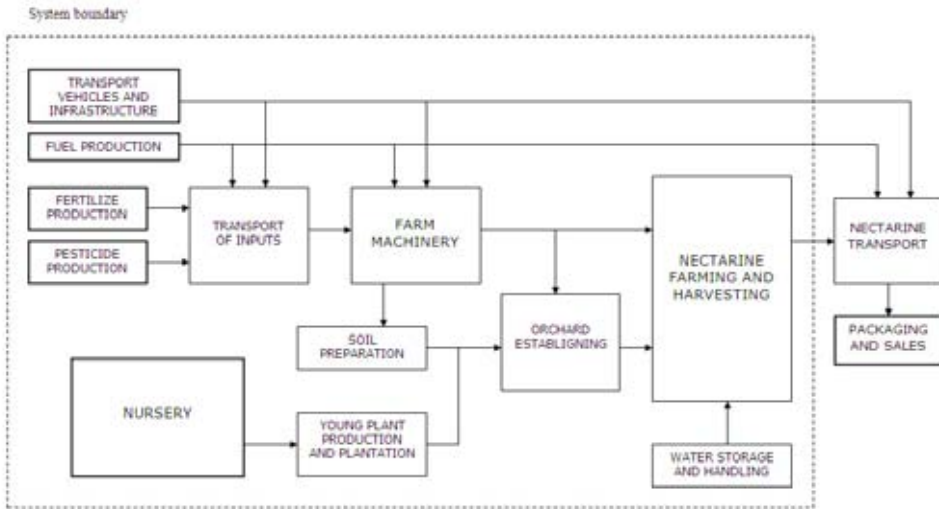 System boundary
TRANSPORT
VEHICLES AND
INFRASTRUCTURE
FUEL PRODUCTION
FERTILIZE
PRODUCTION
PESTICIDE
PRODUCTION
TRANSPORT
OF INPUTS
FARM
MACHINERY
NECTARINE
FARMING AND
HARVESTING
NECTARINE
TRANSPORT
SOIL
PREPARATION
ORCHARD
ESTABLIGNING
PACKAGING
AND SALES
NURSERY
YOUNG PLANT
PRODUCTION
AND PLANTATION
WATER STORAGE
AND HANDLING